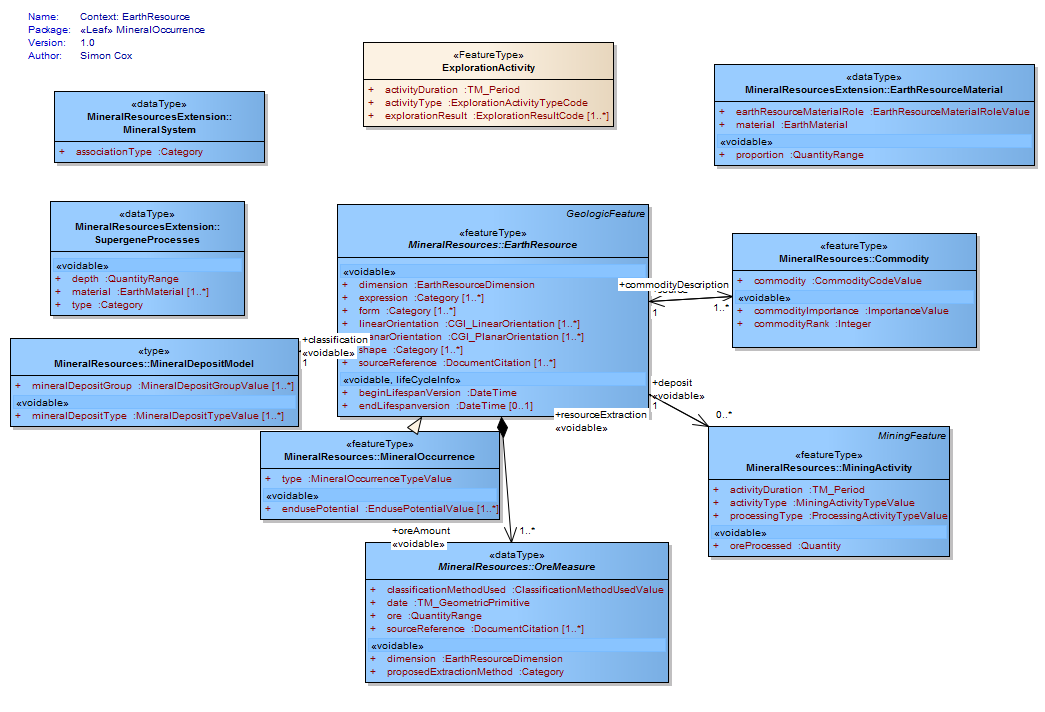 Name: Context: EarthResource
Package: «Leaf» MineralOccurrence
Version: 1.0
Author: Simon Cox
«FeatureType»
ExplorationActivity
+ activityDuration :TM_Period
+ activityType :ExplorationActivityTypeCode
+ explorationResult :ExplorationResultCode [1..*]
«dataType»
MineralResourcesExtension::EarthResourceMaterial
+ earthResourceMaterialRole :EarthResourceMaterialRoleValue
+ material :EarthMaterial
«voidable»
+ proportion :QuantityRange
«dataType»
MineralResourcesExtension::
MineralSystem
+ associationType :Category
«dataType»
MineralResourcesExtension::
SupergeneProcesses
«voidable»
+ depth :QuantityRange
+ material :EarthMaterial [1..*]
+ type :Category
GeologicFeature
«featureType»
MineralResources::EarthResource
«voidable»
+ dimension :EarthResourceDimension
+ expression :Category [1..*]
+ form :Category [1..*]
+ linearOrientation :CGI_LinearOrientation [1..*]
anarOrientation :CGI_PlanarOrientation [1..*]
shape :Category [1..*]
+ sourceReference :DocumentCitation [1..*]
«voidable, lifeCycleInfo»
+ beginLifespanVersion :DateTime
+ endLifespanversion :DateTime [0..1]
+commodityDescription
1
1..*
«featureType»
MineralResources::Commodity
+ commodity :CommodityCodeValue
«voidable»
+ commodityImportance :ImportanceValue
+ commodityRank :Integer
+classification
«voidable»
1
«type»
MineralResources::MineralDepositModel
+ mineralDepositGroup :MineralDepositGroupValue [1..*]
«voidable»
+ mineralDepositType :MineralDepositTypeValue [1..*]
+deposit
«voidable»
1
0..*
+resourceExtraction
«voidable»
MiningFeature
«featureType»
MineralResources::MiningActivity
+ activityDuration :TM_Period
+ activityType :MiningActivityTypeValue
+ processingType :ProcessingActivityTypeValue
«voidable»
+ oreProcessed :Quantity
«featureType»
MineralResources::MineralOccurrence
+ type :MineralOccurrenceTypeValue
«voidable»
+ endusePotential :EndusePotentialValue [1..*]
+oreAmount
«voidable»
1..*
«dataType»
MineralResources::OreMeasure
+ classificationMethodUsed :ClassificationMethodUsedValue
+ date :TM_GeometricPrimitive
+ ore :QuantityRange
+ sourceReference :DocumentCitation [1..*]
«voidable»
+ dimension :EarthResourceDimension
+ proposedExtractionMethod :Category